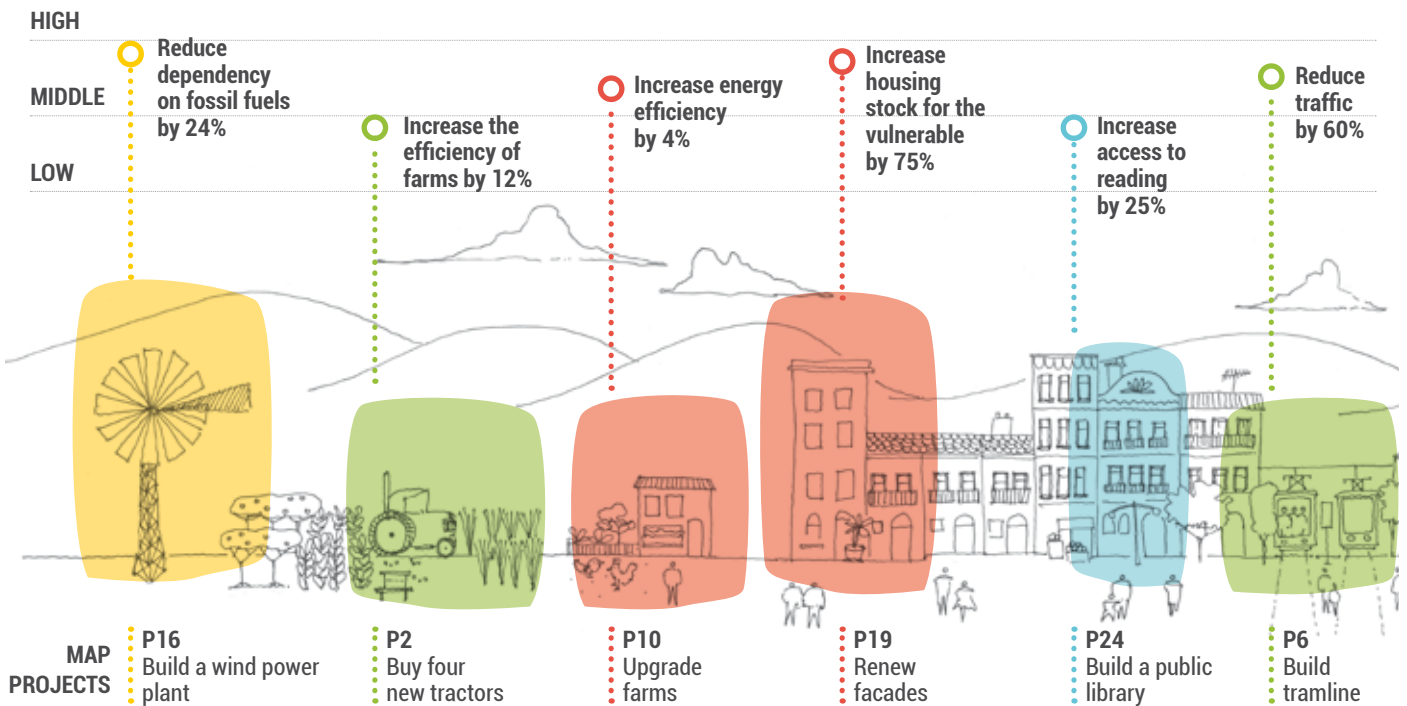 HIGH
MIDDLE
LOW
Reduce
dependency
on fossil fuels
by 24%
Increase the
efficiency of
farms by 12%
Increase energy
efficiency
by 4%
Increase
housing
stock for the
vulnerable
by 75%
Increase
access to
reading
by 25%
Reduce
traffic
by 60%
MAP
PROJECTS
P16
Build a wind power
plant
P2
Buy four
new tractors
P10
Upgrade
farms
P19
Renew
facades
P24
Build a public
library
P6
Build
tramline